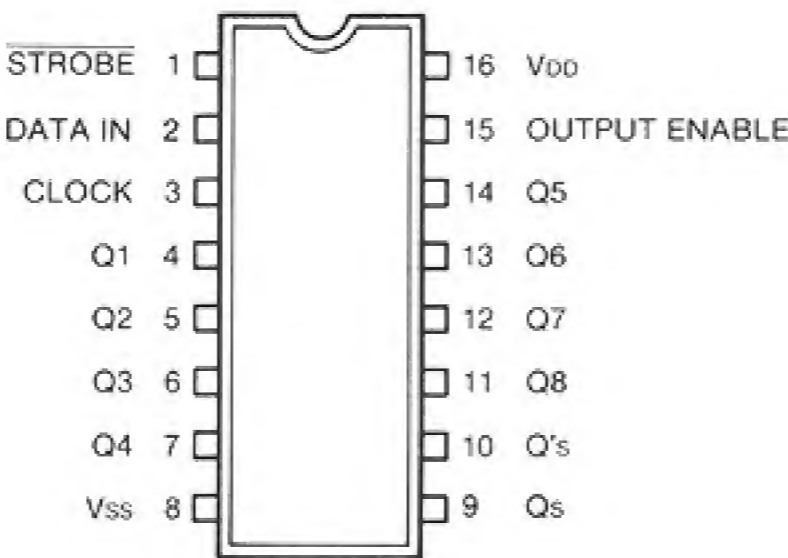 S̅T̅R̅O̅B̅E̅ 1 16 VDD
DATA IN 2 15 OUTPUT ENABLE
CLOCK 3 14 Q5
Q1 4 13 Q6
Q2 5 12 Q7
Q3 6 11 Q8
Q4 7 10 Q's
Vss 8 9 Qs